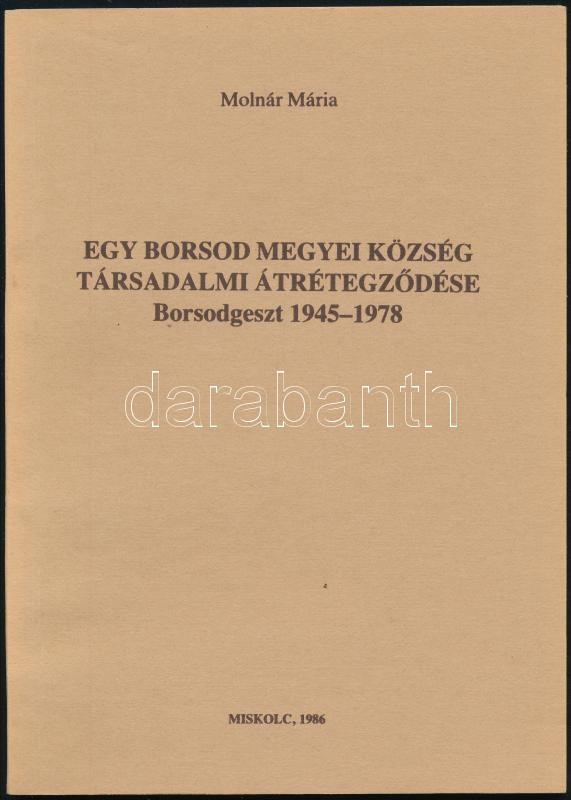 Molnár Mária
EGY BORSOD MEGYEI KÖZSÉG
TÁRSADALMI ÁTRÉTEGZŐDÉSE
Borsodgeszt 1945–1978
darabanth
MISKOLC, 1986